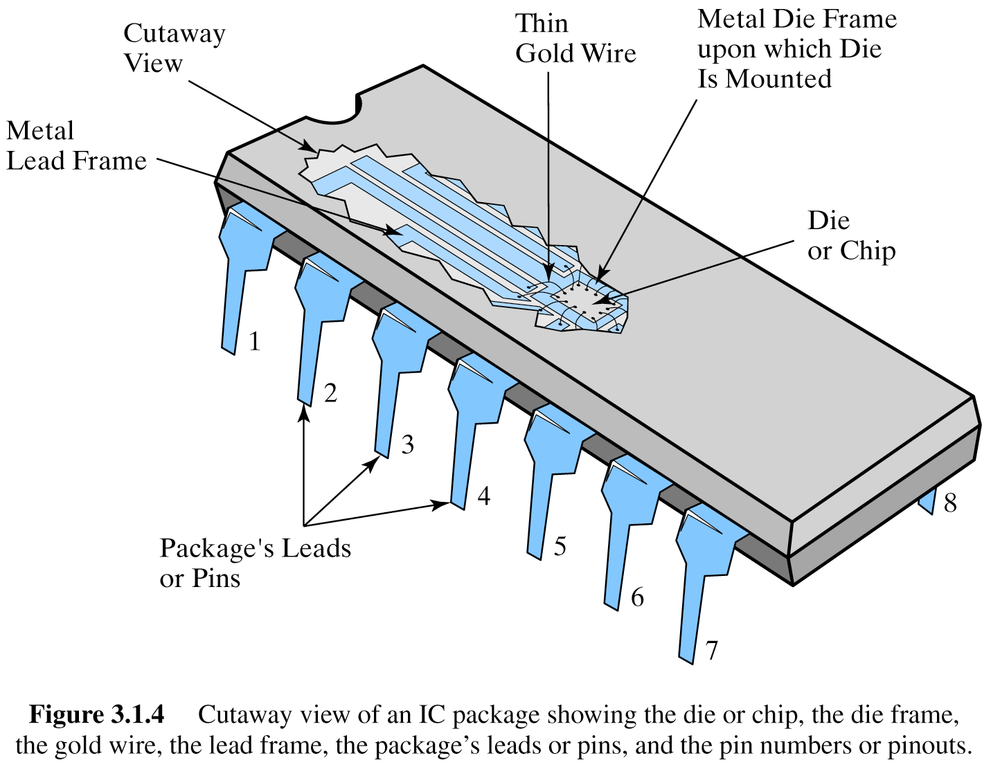 Cutaway
View
Thin
Gold Wire
Metal Die Frame
upon which Die
Is Mounted
Metal
Lead Frame
Die
or Chip
1
2
3
4
5
6
7
8
Package's Leads
or Pins
Figure 3.1.4 Cutaway view of an IC package showing the die or chip, the die frame,
the gold wire, the lead frame, the package’s leads or pins, and the pin numbers or pinouts.